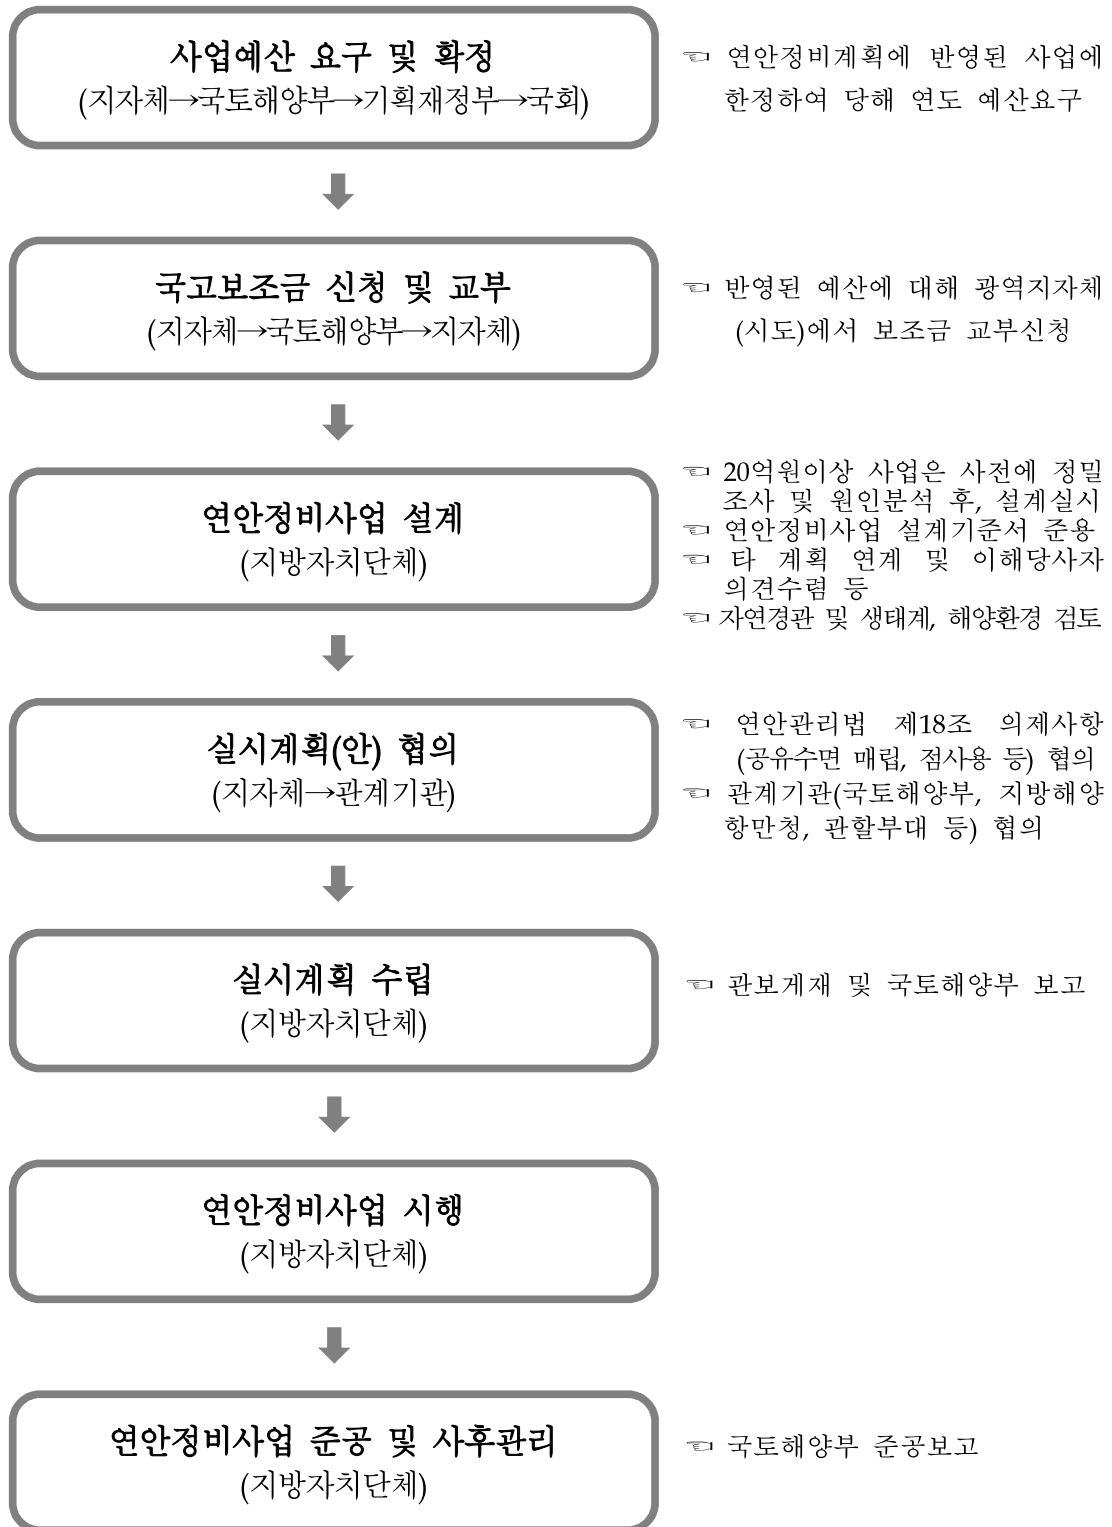 사업예산 요구 및 확정
(지자체→국토해양부→기획재정부→국회)
☜ 연안정비계획에 반영된 사업에
한정하여 당해 연도 예산요구
국고보조금 신청 및 교부
(지자체→국토해양부→지자체)
☜ 반영된 예산에 대해 광역지자체
(시도)에서 보조금 교부신청
연안정비사업 설계
(지방자치단체)
☜ 20억원이상 사업은 사전에 정밀
조사 및 원인분석 후, 설계실시
☜ 연안정비사업 설계기준서 준용
☜ 타 계획 연계 및 이해당사자
의견수렴 등
☜ 자연경관 및 생태계, 해양환경 검토
실시계획(안) 협의
(지자체→관계기관)
☜ 연안관리법 제18조 의제사항
(공유수면 매립, 점사용 등) 협의
☜ 관계기관(국토해양부, 지방해양
항만청, 관할부대 등) 협의
실시계획 수립
(지방자치단체)
☜ 관보게재 및 국토해양부 보고
연안정비사업 시행
(지방자치단체)
연안정비사업 준공 및 사후관리
(지방자치단체)
☜ 국토해양부 준공보고